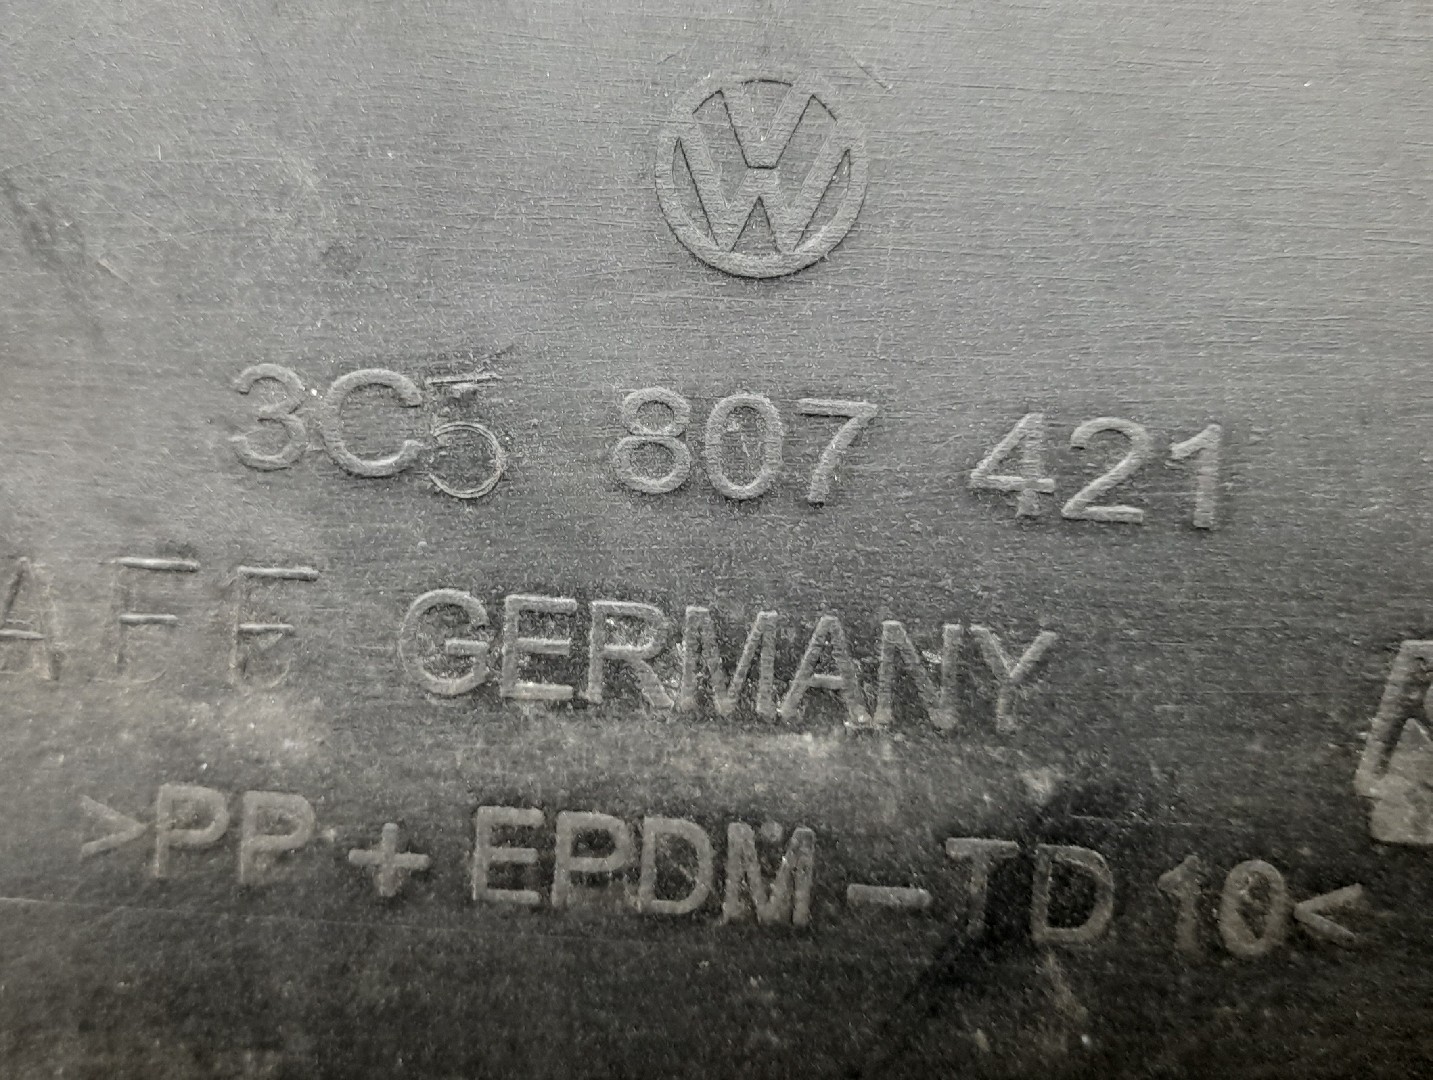 3C5 807 421
GERMANY
>PP + EPDM - TD 10<